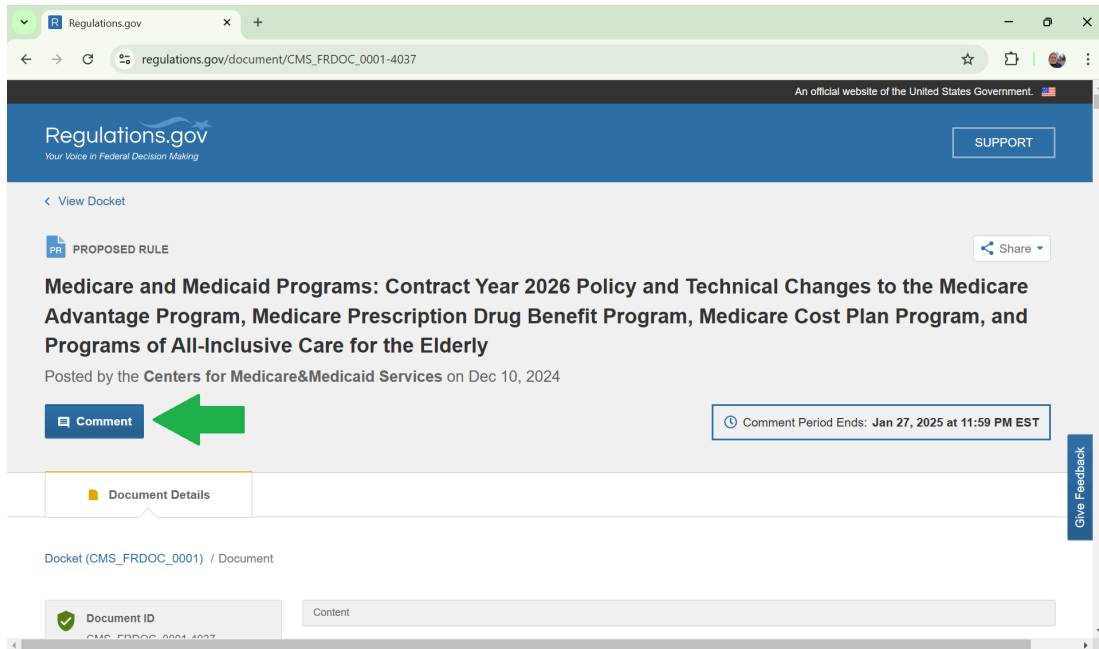 R Regulations.gov
regulations.gov/document/CMS_FRDOC_0001-4037
An official website of the United States Government.
Regulations.gov
Your Voice in Federal Decision Making
SUPPORT
View Docket
PR PROPOSED RULE
Share
Medicare and Medicaid Programs: Contract Year 2026 Policy and Technical Changes to the Medicare
Advantage Program, Medicare Prescription Drug Benefit Program, Medicare Cost Plan Program, and
Programs of All-Inclusive Care for the Elderly
Posted by the Centers for Medicare&Medicaid Services on Dec 10, 2024
Comment
Comment Period Ends: Jan 27, 2025 at 11:59 PM EST
Give Feedback
Document Details
Docket (CMS_FRDOC_0001) / Document
Document ID
Content
CMS_FRDOC_0001-4037